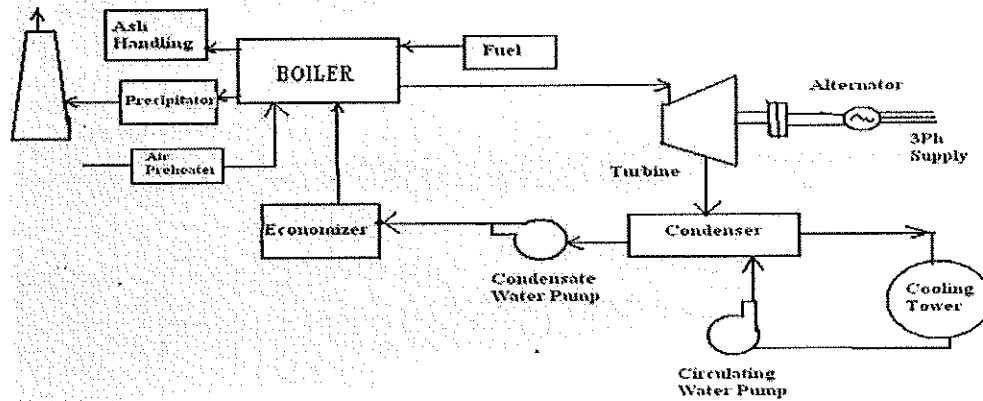 Ash
Handling
BOILER
Fuel
Precipitator
Alternator
Air
Preheater
3Ph
Supply
Turbine
Economizer
Condenser
Condensate
Water Pump
Cooling
Tower
Circulating
Water Pump